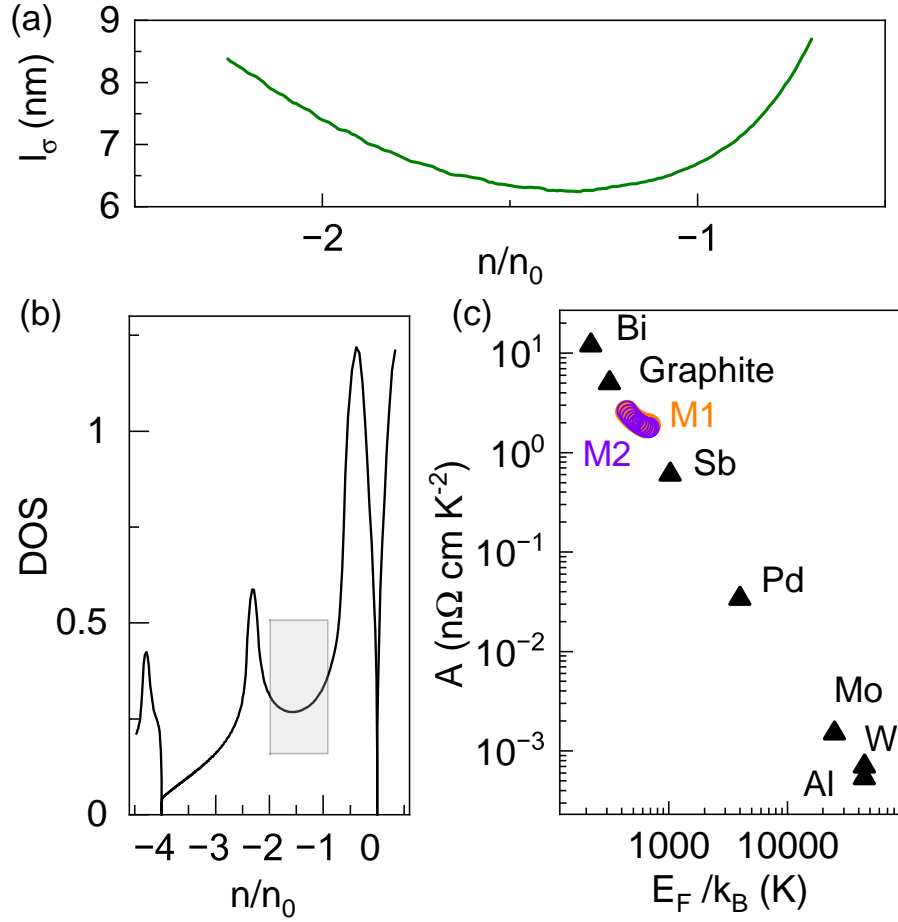 (a)
9
8
7
6
l_σ (nm)
−2
−1
n/n_0
(b)
1
0.5
0
DOS
−4
−3
−2
−1
0
n/n_0
(c)
10^1
10^0
10^−1
10^−2
10^−3
A (nΩ cm K^-2)
Bi
Graphite
M1
M2
Sb
Pd
Mo
W
Al
1000
10000
E_F /k_B (K)